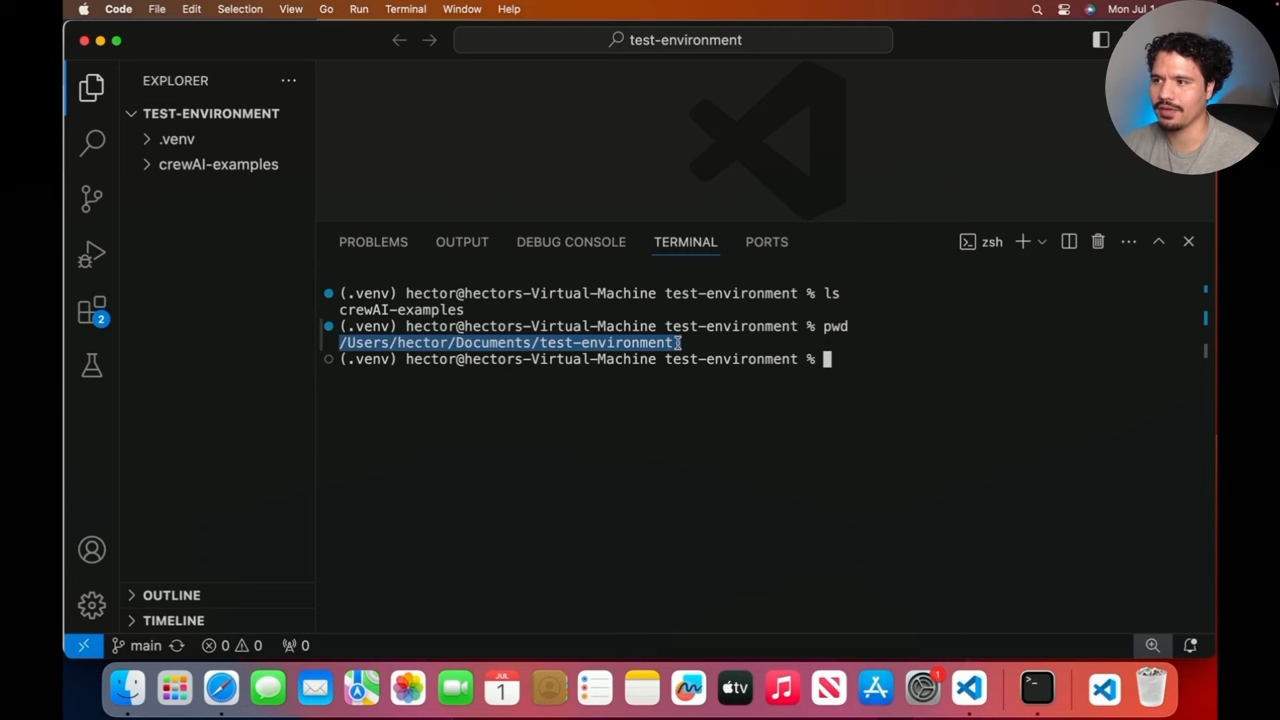 Code File Edit Selection View Go Run Terminal Window Help Mon Jul 1
test-environment
EXPLORER
TEST-ENVIRONMENT
.venv
crewAI-examples
PROBLEMS OUTPUT DEBUG CONSOLE TERMINAL PORTS zsh
(.venv) hector@hectors-Virtual-Machine test-environment % ls
crewAI-examples
(.venv) hector@hectors-Virtual-Machine test-environment % pwd
/Users/hector/Documents/test-environment
(.venv) hector@hectors-Virtual-Machine test-environment %
2
OUTLINE
TIMELINE
main 0 0 0
JUL
1
tv
1